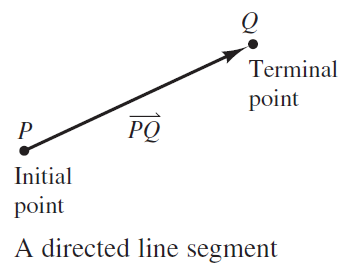 Q
Terminal
point
P
PQ
Initial
point
A directed line segment